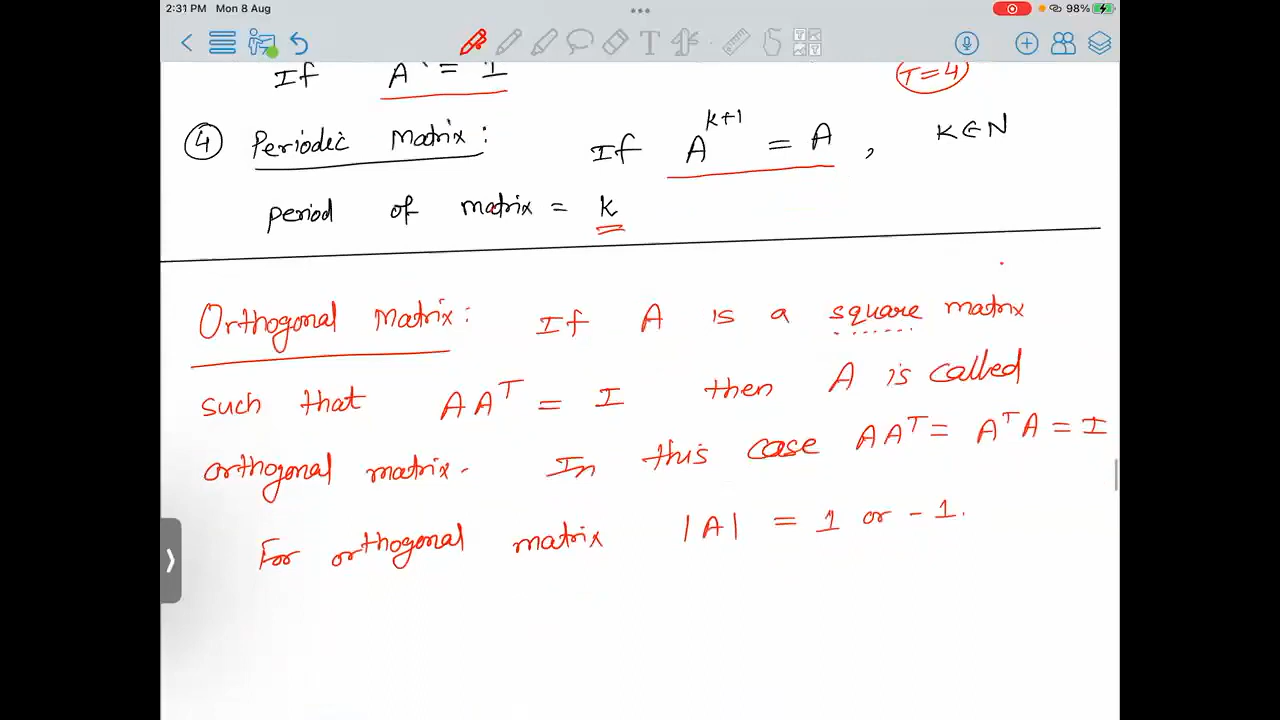 2:31 PM Mon 8 Aug
98%
If A = I
(T=4)
④ Periodic Matrix: If A^{k+1} = A, K∈N
period of matrix = k
Orthogonal Matrix: If A is a square matrix
such that AA^T = I then A is called
orthogonal matrix. In this case AA^T = A^T A = I
For orthogonal matrix |A| = 1 or -1.